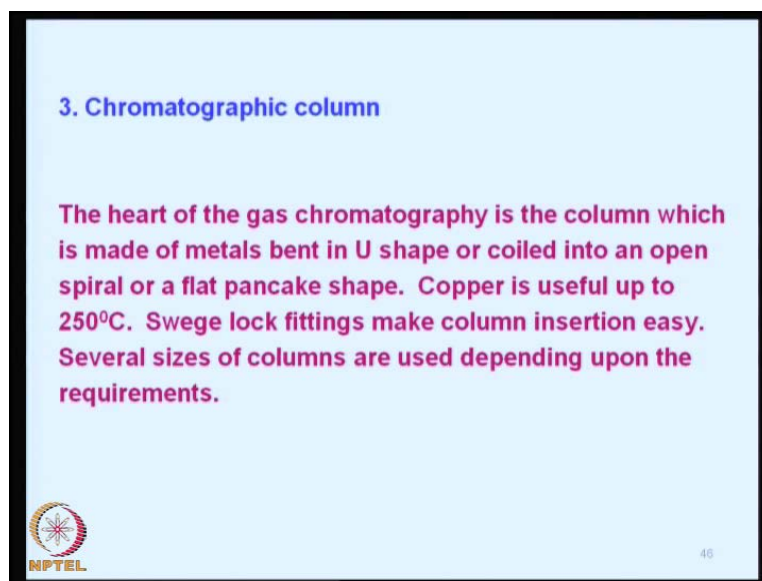 3. Chromatographic column
The heart of the gas chromatography is the column which
is made of metals bent in U shape or coiled into an open
spiral or a flat pancake shape. Copper is useful up to
250⁰C. Swege lock fittings make column insertion easy.
Several sizes of columns are used depending upon the
requirements.
NPTEL
46